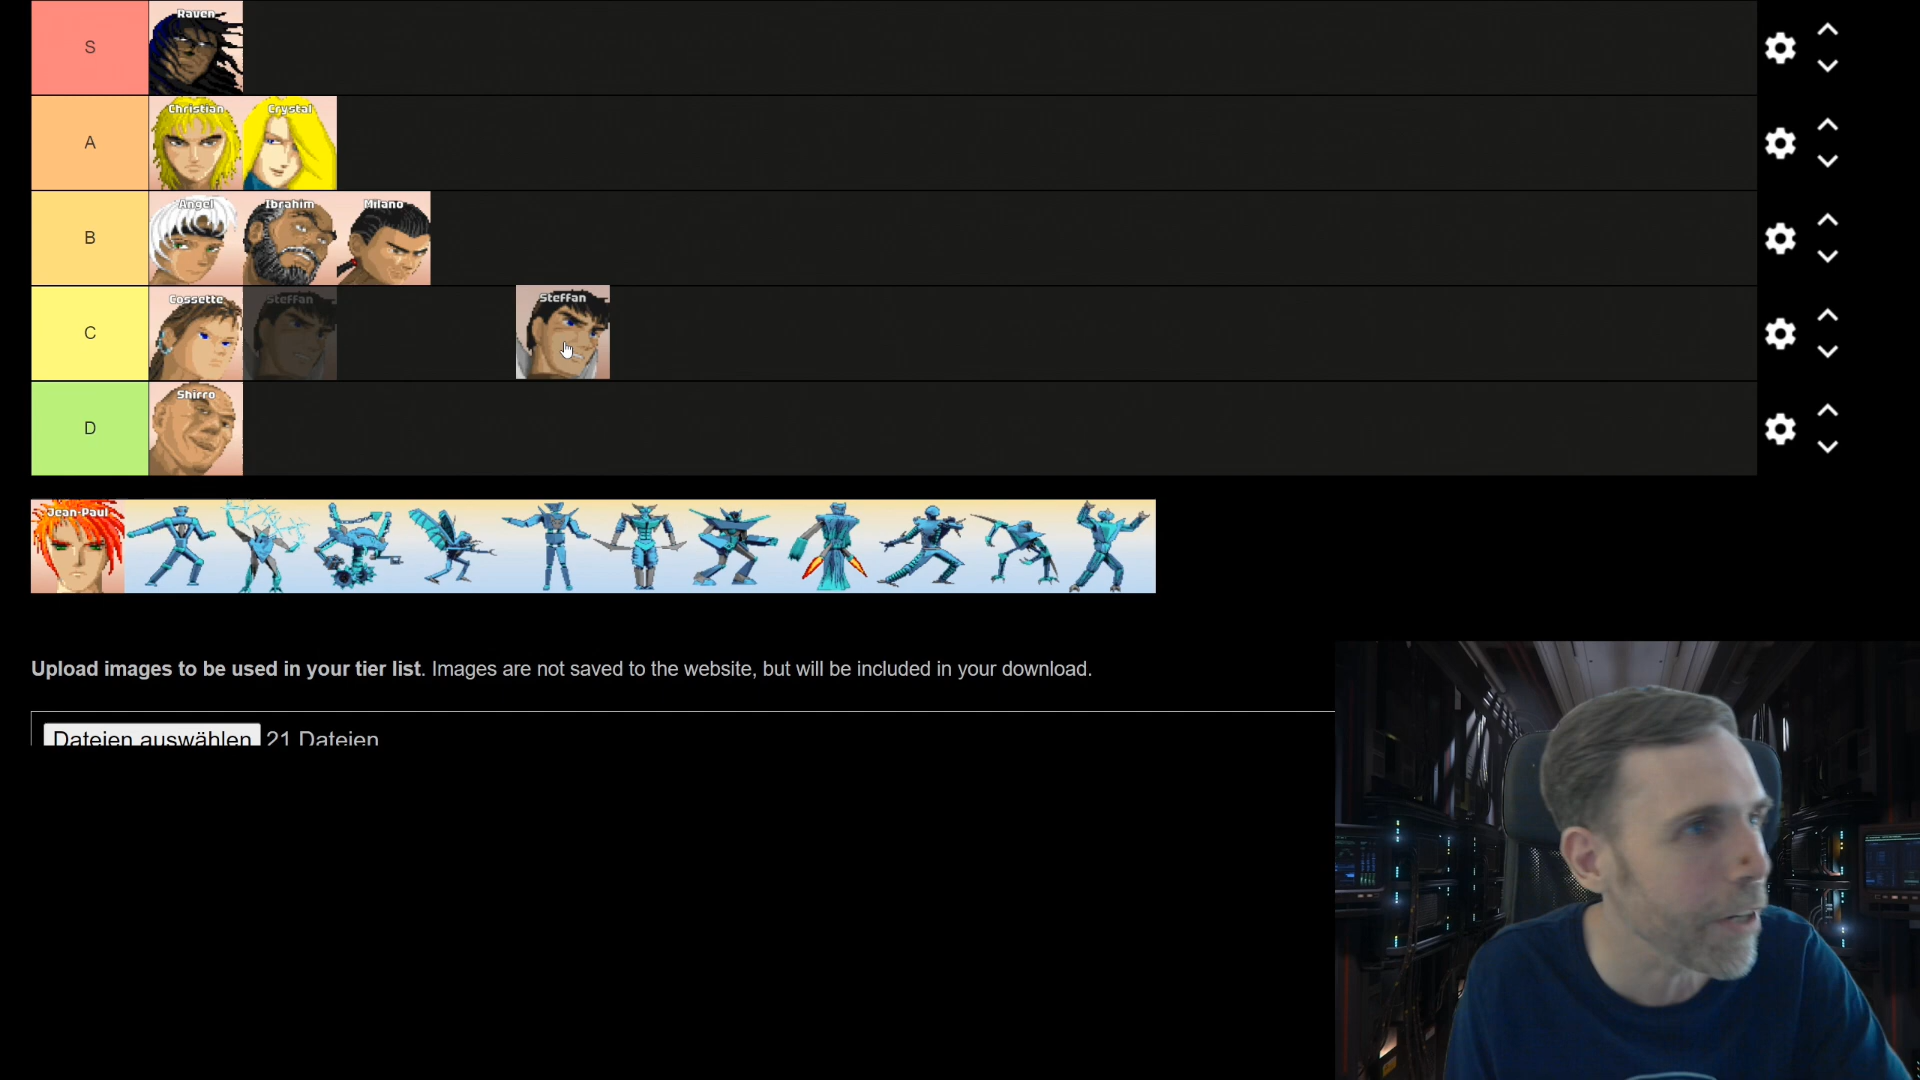 S
Raven
A
Christian
Crystal
B
Angel
Ibrahim
Milano
C
Cossette
Steffan
Steffan
D
Shirro
Jean-Paul
Upload images to be used in your tier list. Images are not saved to the website, but will be included in your download.
Dateien auswählen 21 Dateien